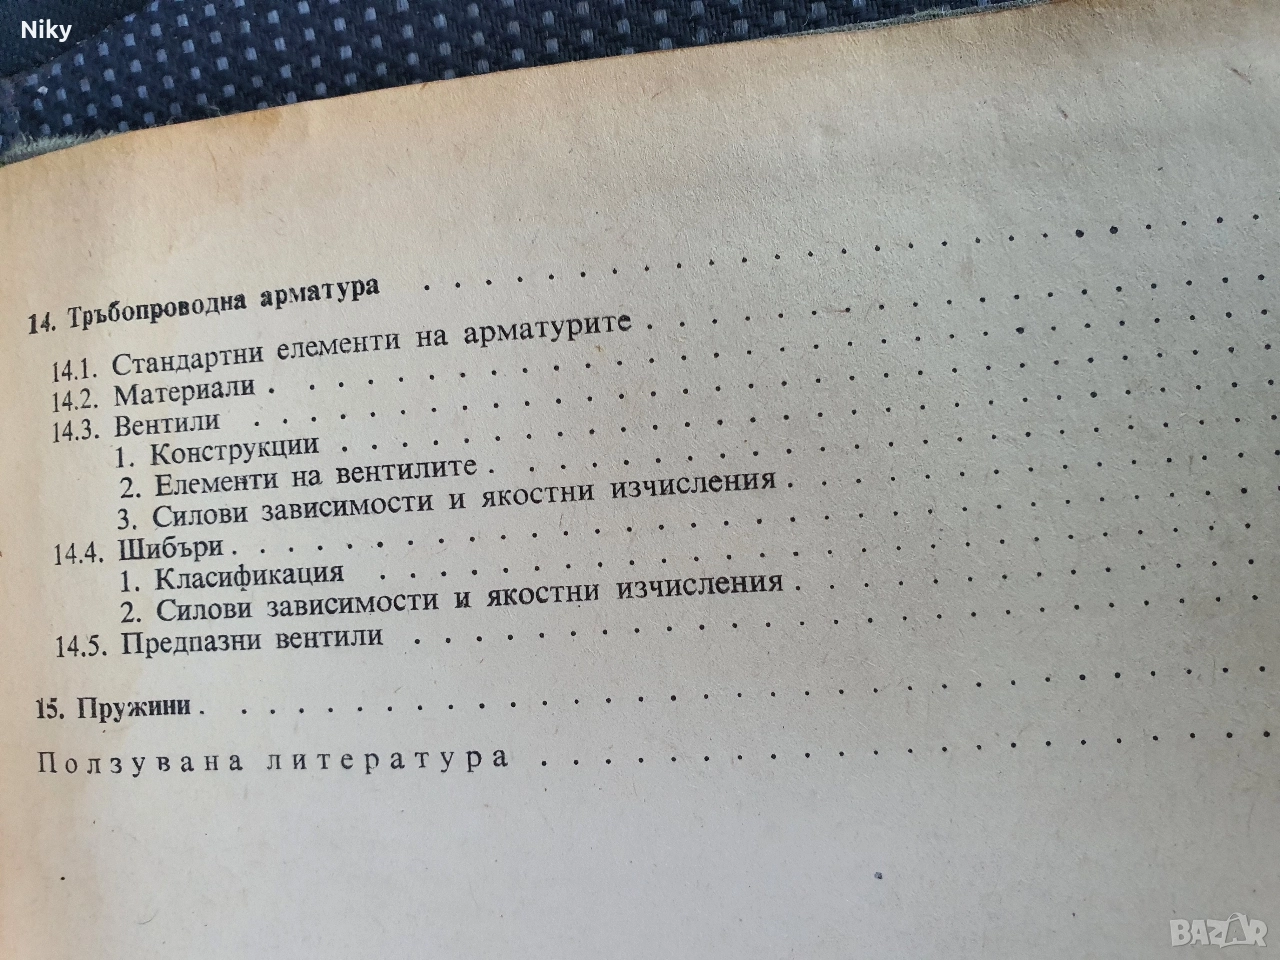 Niky
14. Тръбопроводна арматура
14.1. Стандартни елементи на арматурите
14.2. Материали
14.3. Вентили
1. Конструкции
2. Елементи на вентилите
3. Силови зависимости и якостни изчисления
14.4. Шибъри
1. Класификация
2. Силови зависимости и якостни изчисления
14.5. Предпазни вентили
15. Пружини
Ползувана литература
BAZAR